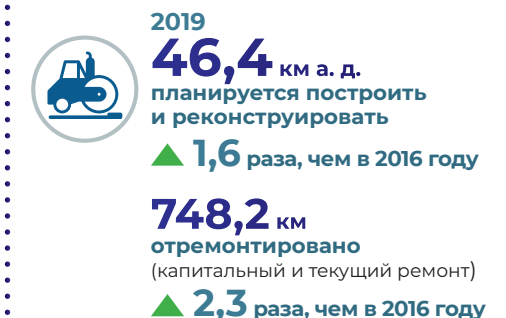 2019
46,4 км а. д.
планируется построить
и реконструировать
1,6 раза, чем в 2016 году
748,2 км
отремонтировано
(капитальный и текущий ремонт)
2,3 раза, чем в 2016 году